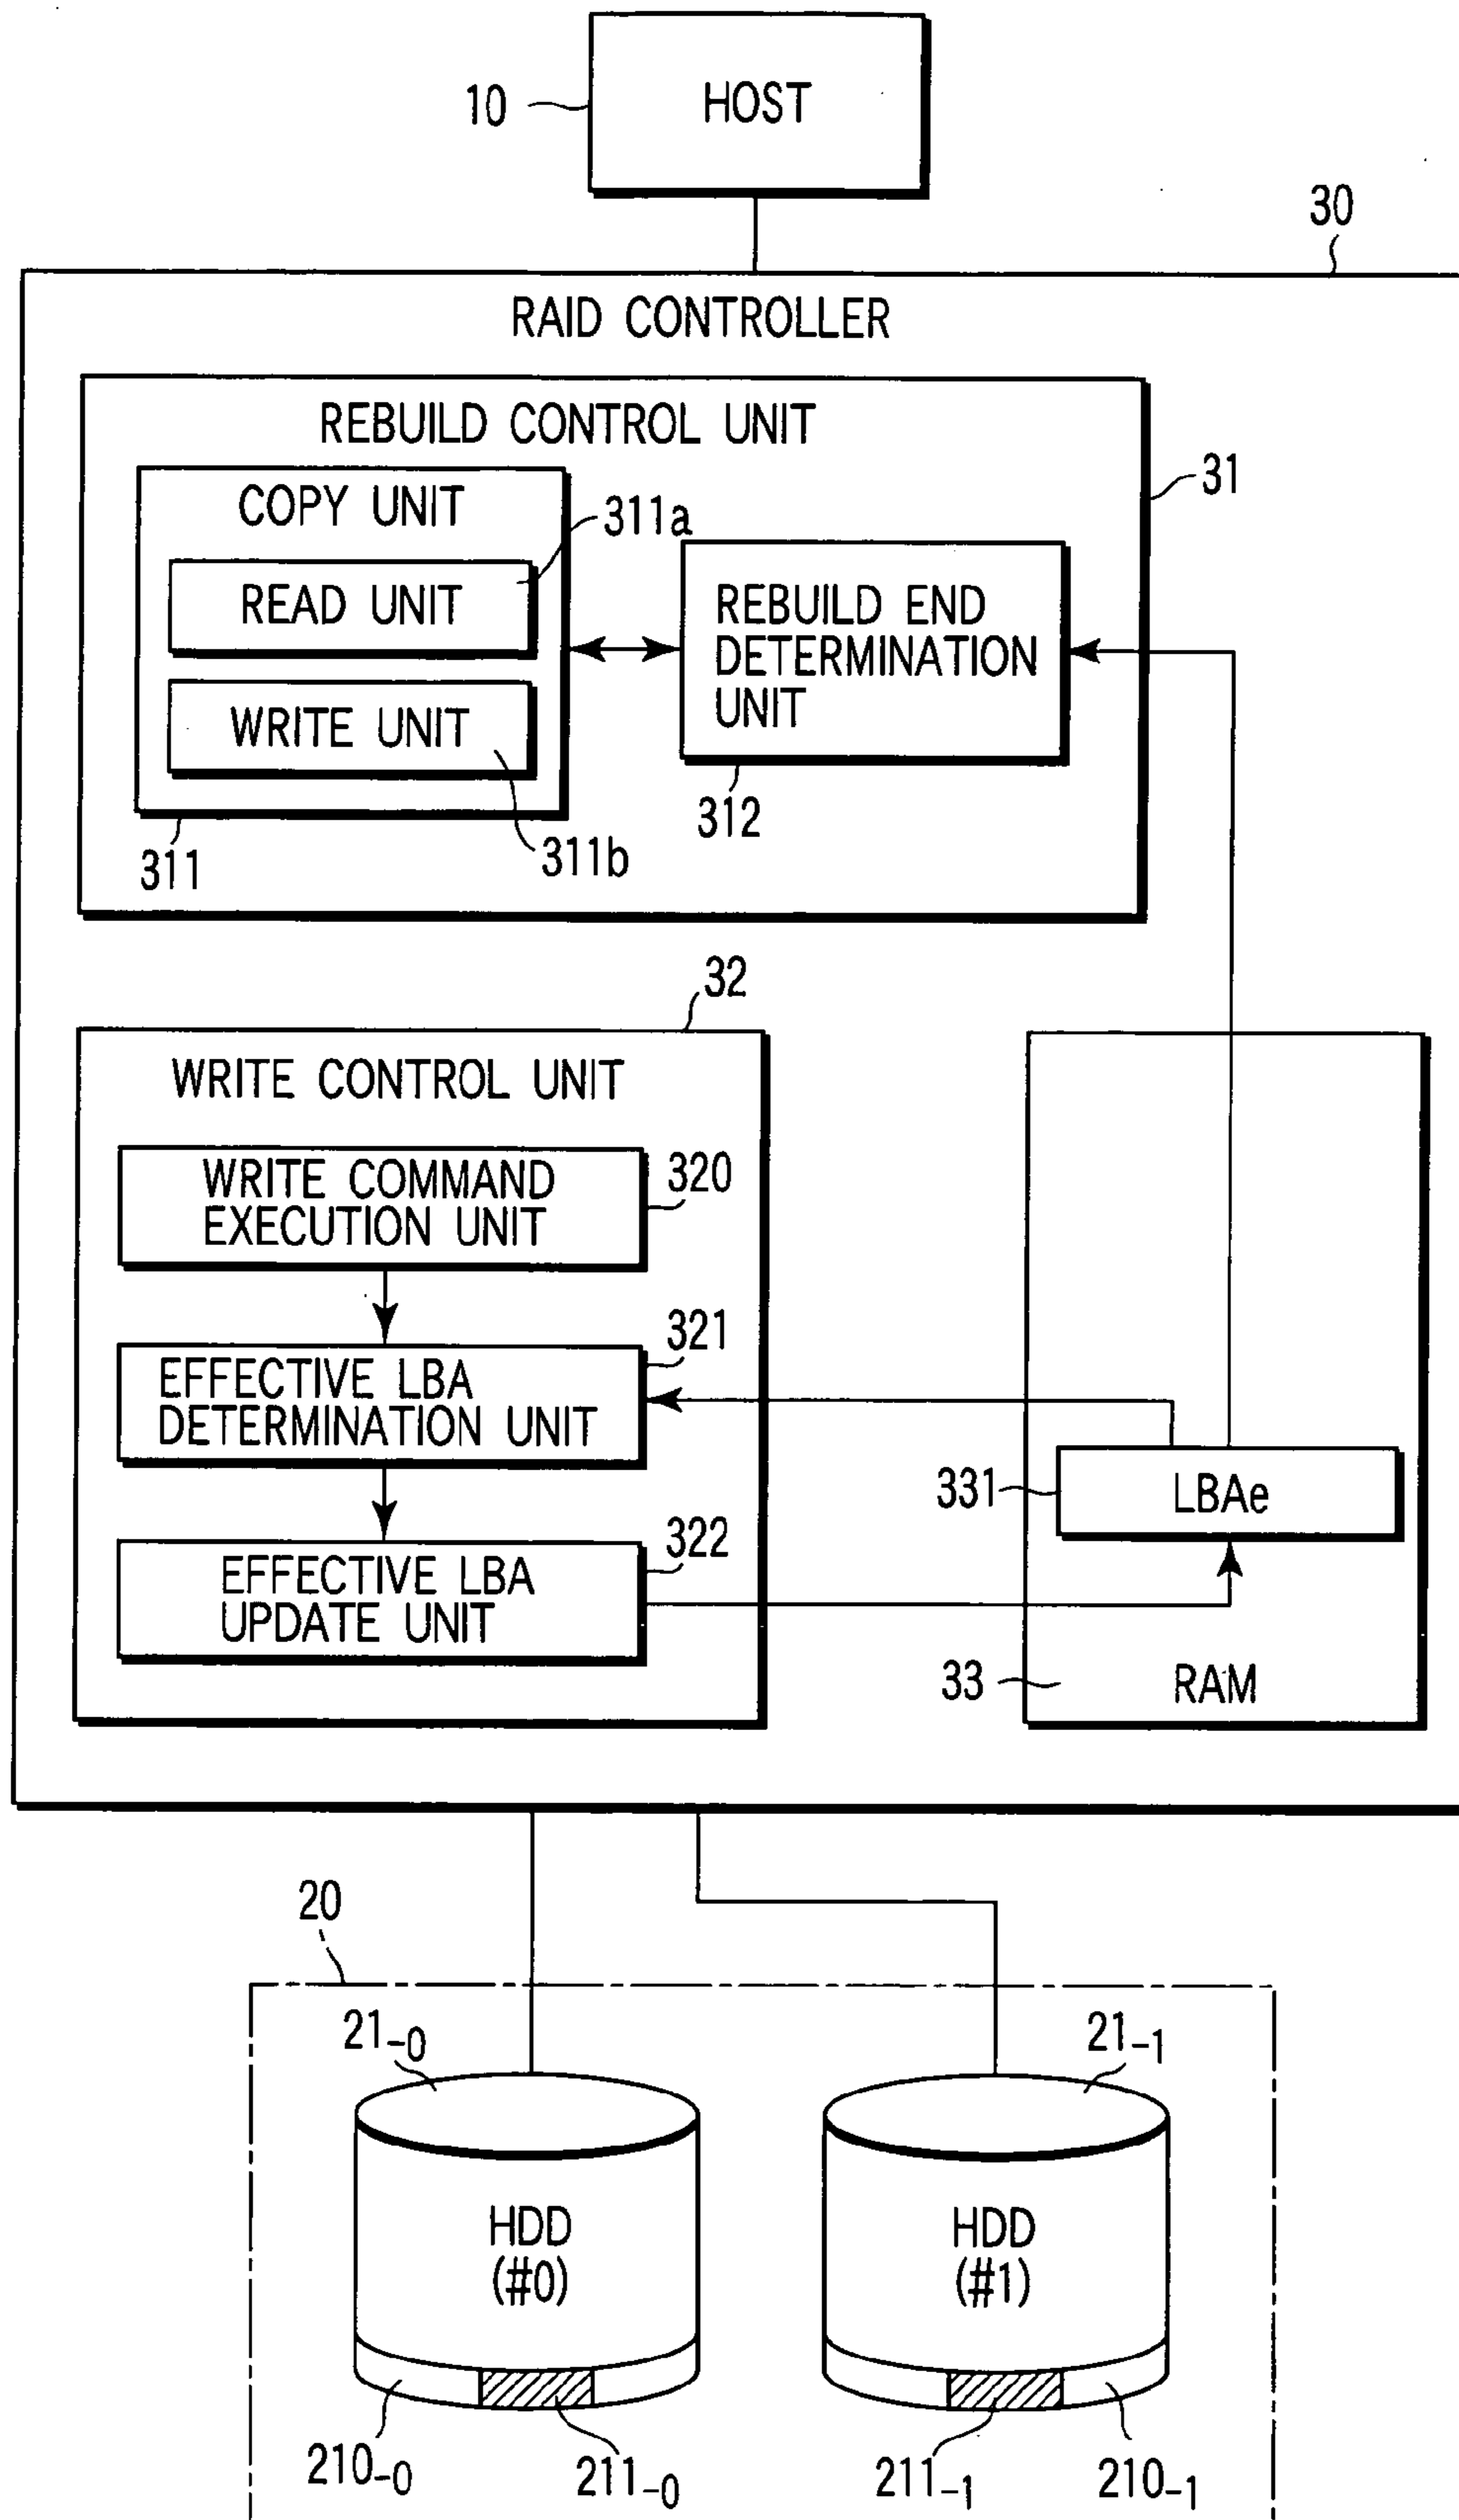 10
HOST
30
RAID CONTROLLER
REBUILD CONTROL UNIT
31
COPY UNIT
311a
READ UNIT
REBUILD END
DETERMINATION
UNIT
WRITE UNIT
312
311
311b
32
WRITE CONTROL UNIT
WRITE COMMAND
EXECUTION UNIT
320
321
EFFECTIVE LBA
DETERMINATION UNIT
331
LBAe
322
EFFECTIVE LBA
UPDATE UNIT
33
RAM
20
21-0
21-1
HDD
(#0)
HDD
(#1)
210-0
211-0
211-1
210-1